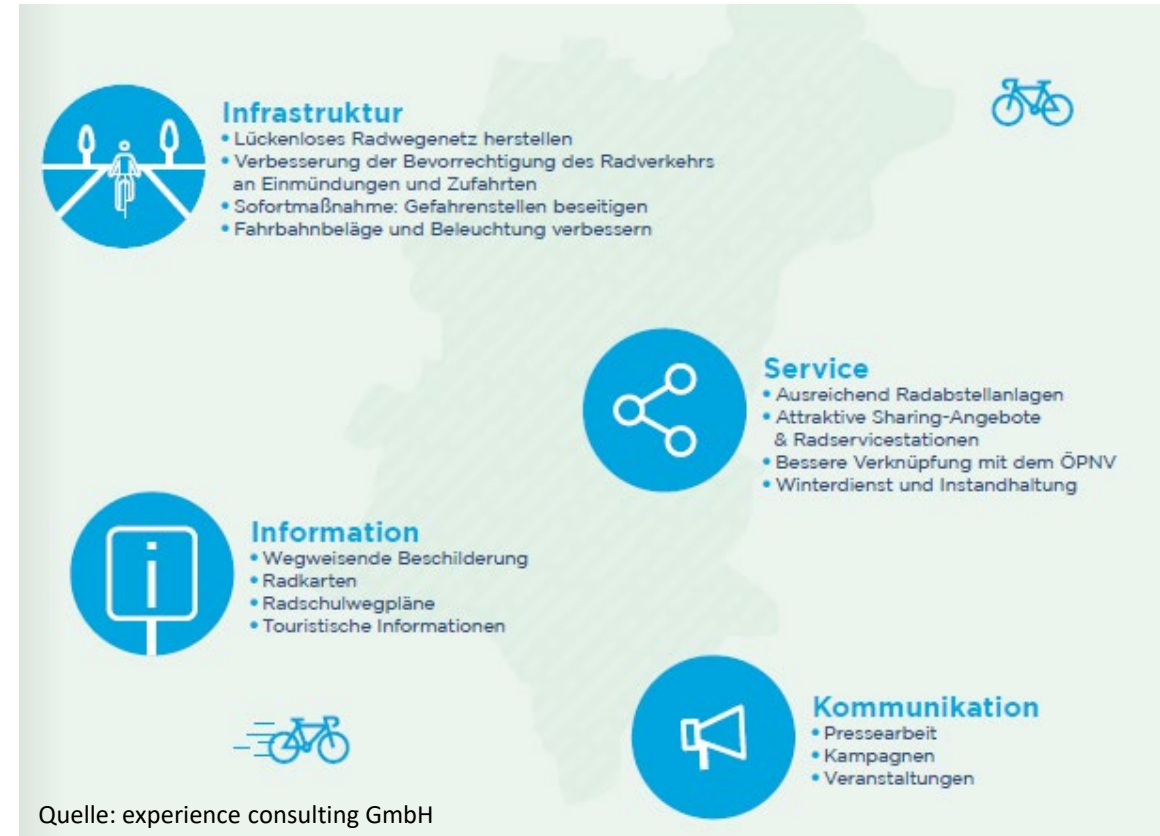 Infrastruktur
• Lückenloses Radwegenetz herstellen
• Verbesserung der Bevorrechtigung des Radverkehrs
an Einmündungen und Zufahrten
• Sofortmaßnahme: Gefahrenstellen beseitigen
• Fahrbahnbeläge und Beleuchtung verbessern
Service
• Ausreichend Radabstellanlagen
• Attraktive Sharing-Angebote
& Radservicestationen
• Bessere Verknüpfung mit dem ÖPNV
• Winterdienst und Instandhaltung
i
Information
• Wegweisende Beschilderung
• Radkarten
• Radschulwegpläne
• Touristische Informationen
Kommunikation
• Pressearbeit
• Kampagnen
• Veranstaltungen
Quelle: experience consulting GmbH